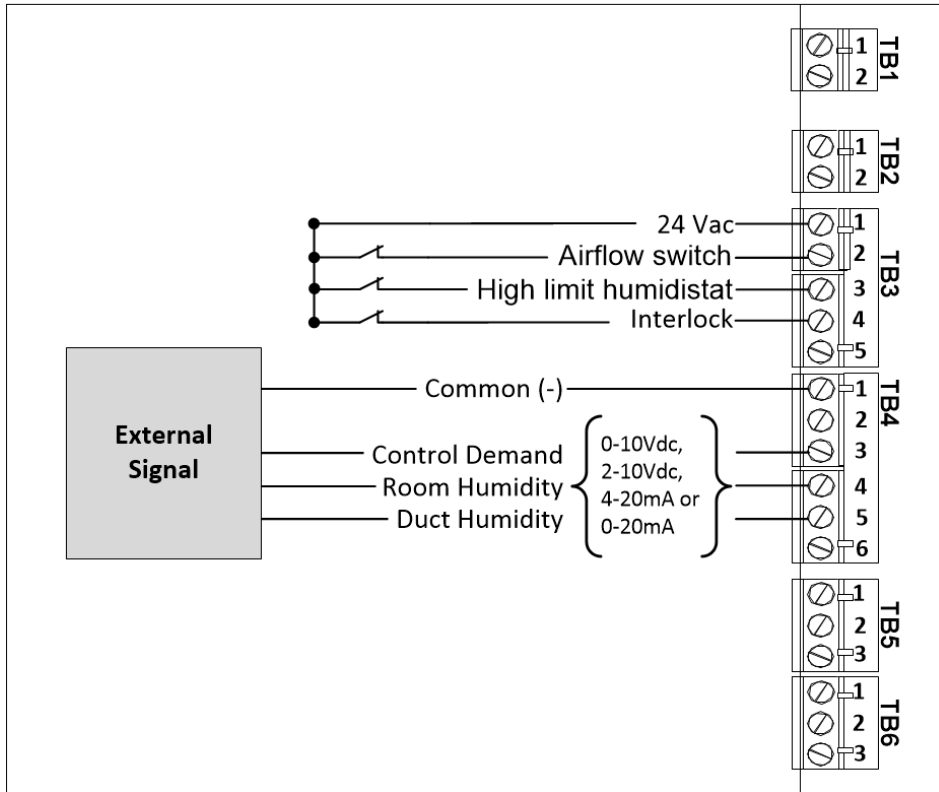 1
2
TB1
1
2
TB2
24 Vac
1
Airflow switch
2
High limit humidistat
3
Interlock
4
5
TB3
External
Signal
Common (-)
1
2
Control Demand
3
Room Humidity
4
Duct Humidity
5
6
TB4
0-10Vdc,
2-10Vdc,
4-20mA or
0-20mA
1
2
3
TB5
1
2
3
TB6